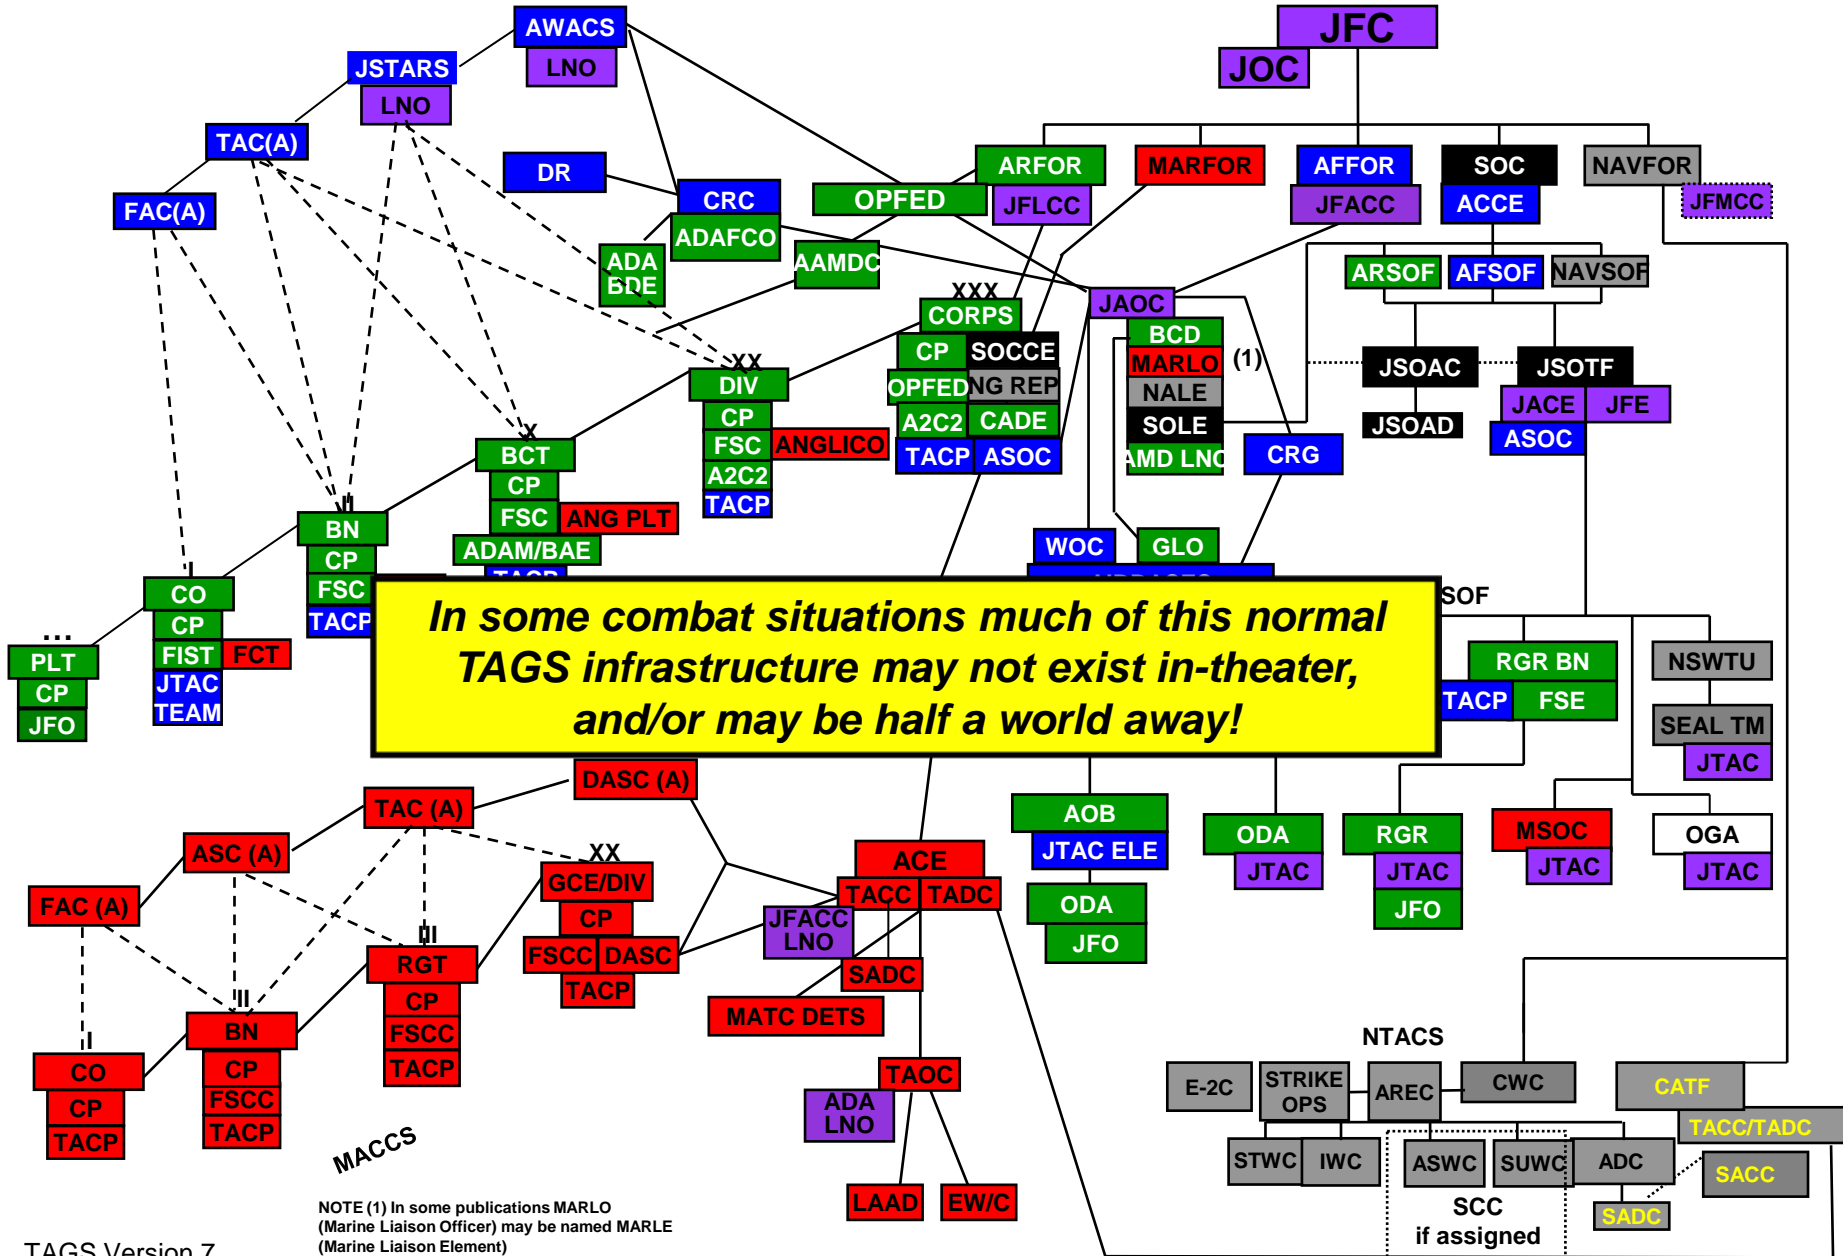 AWACS
LNO
JSTARS
LNO
TAC(A)
FAC(A)
DR
CRC
ADAFCO
ADA
BDE
OPFED
AAMDC
JFC
JOC
ARFOR
JFLCC
MARFOR
AFFOR
JFACC
SOC
ACCE
NAVFOR
JFMCC
ARSOF
AFSOF
NAVSOF
JSOAC
JSOAD
JSOTF
JACE
JFE
ASOC
JAOC
BCD
MARLO
(1)
NALE
SOLE
AMD LNO
CRG
WOC
GLO
XXX
CORPS
CP
SOCCE
OPFED
NG REP
A2C2
CADE
TACP
ASOC
XX
DIV
CP
FSC
ANGLICO
A2C2
TACP
X
BCT
CP
FSC
ANG PLT
ADAM/BAE
TACP
II
BN
CP
FSC
TACP
I
CO
CP
FIST
FCT
JTAC
TEAM
...
PLT
CP
JFO
In some combat situations much of this normal
TAGS infrastructure may not exist in-theater,
and/or may be half a world away!
SOF
RGR BN
TACP
FSE
NSWTU
SEAL TM
JTAC
AOB
JTAC ELE
ODA
JFO
ODA
JTAC
RGR
JTAC
JFO
MSOC
JTAC
OGA
JTAC
DASC (A)
TAC (A)
ASC (A)
FAC (A)
XX
GCE/DIV
CP
FSCC
DASC
TACP
III
RGT
CP
FSCC
TACP
II
BN
CP
FSCC
TACP
I
CO
CP
TACP
ACE
TACC
TADC
JFACC
LNO
SADC
MATC DETS
TAOC
ADA
LNO
LAAD
EW/C
MACCS
NTACS
E-2C
STRIKE
OPS
AREC
CWC
CATF
TACC/TADC
STWC
IWC
ASWC
SUWC
ADC
SACC
SADC
SCC
if assigned
NOTE (1) In some publications MARLO
(Marine Liaison Officer) may be named MARLE
(Marine Liaison Element)
TAGS Version 7